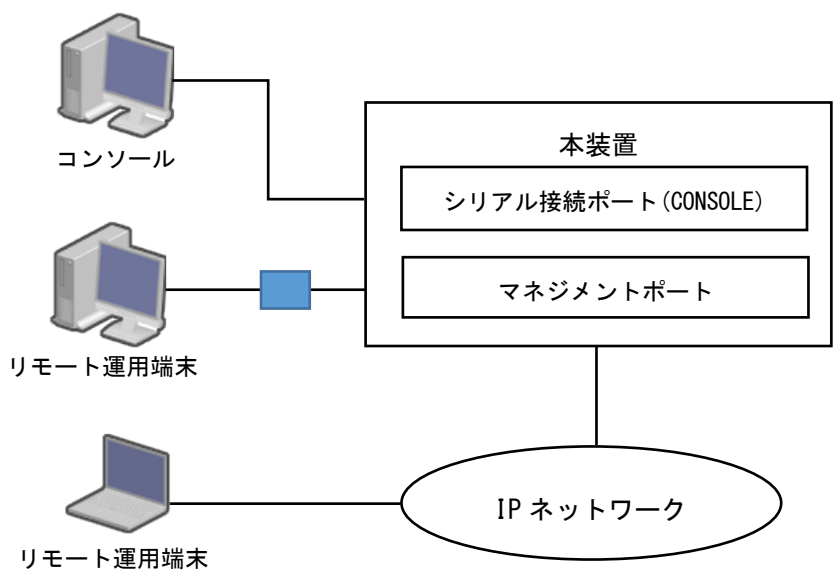 コンソール
本装置
シリアル接続ポート(CONSOLE)
マネジメントポート
リモート運用端末
IP ネットワーク
リモート運用端末